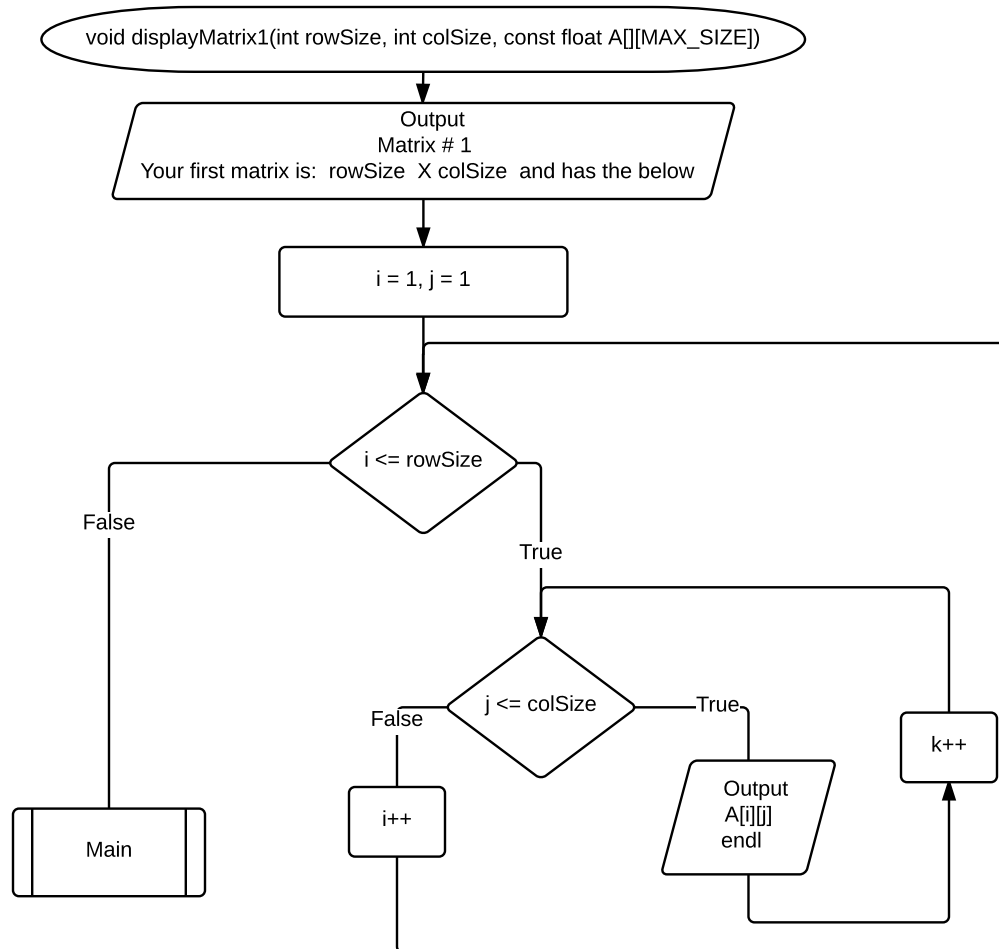 void displayMatrix1(int rowSize, int colSize, const float A[][MAX_SIZE])
Output
Matrix # 1
Your first matrix is:  rowSize  X colSize  and has the below
i = 1, j = 1
i <= rowSize
False
True
j <= colSize
False
True
k++
Output
A[i][j]
endl
i++
Main